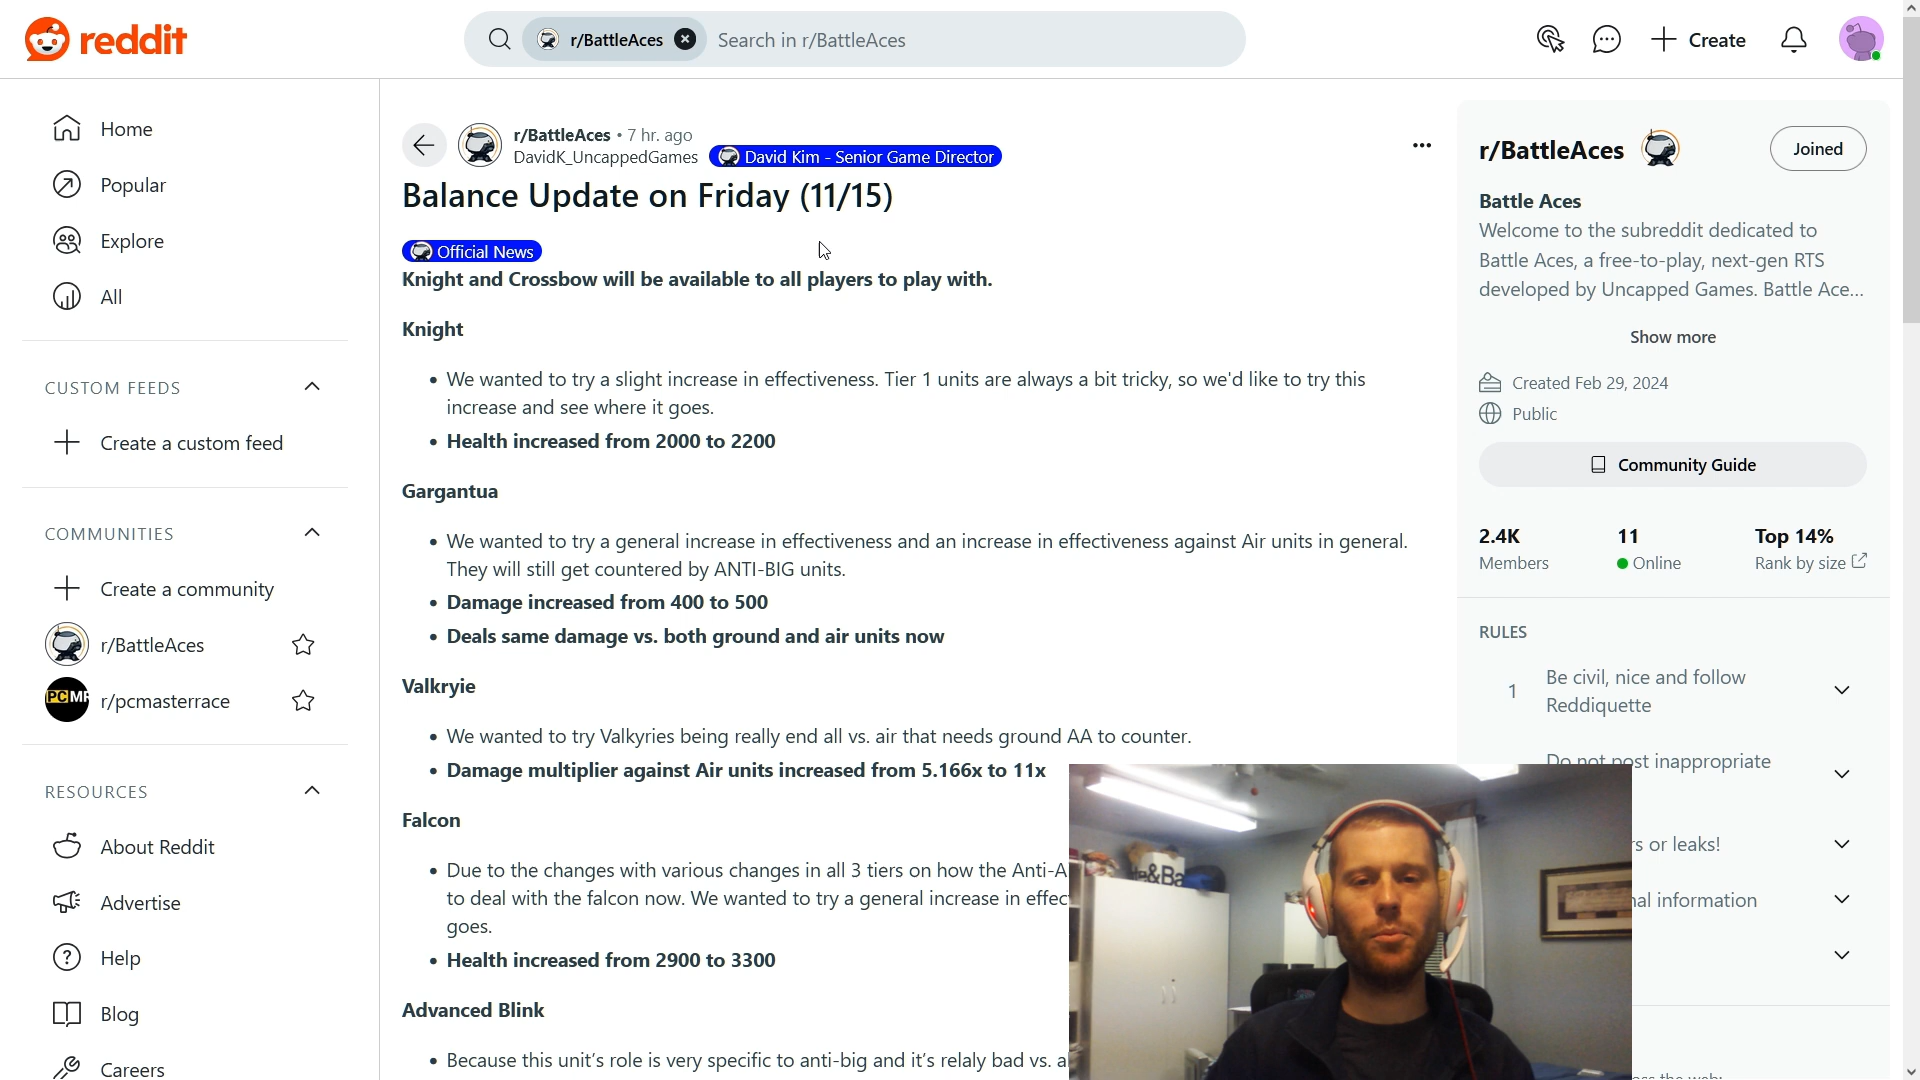 reddit
r/BattleAces
Search in r/BattleAces
Create
Home
Popular
Explore
All
CUSTOM FEEDS
Create a custom feed
COMMUNITIES
Create a community
r/BattleAces
r/pcmasterrace
RESOURCES
About Reddit
Advertise
Help
Blog
Careers
r/BattleAces • 7 hr. ago
DavidK_UncappedGames David Kim - Senior Game Director
Balance Update on Friday (11/15)
Official News
Knight and Crossbow will be available to all players to play with.
Knight
• We wanted to try a slight increase in effectiveness. Tier 1 units are always a bit tricky, so we'd like to try this
increase and see where it goes.
• Health increased from 2000 to 2200
Gargantua
• We wanted to try a general increase in effectiveness and an increase in effectiveness against Air units in general.
They will still get countered by ANTI-BIG units.
• Damage increased from 400 to 500
• Deals same damage vs. both ground and air units now
Valkryie
• We wanted to try Valkyries being really end all vs. air that needs ground AA to counter.
• Damage multiplier against Air units increased from 5.166x to 11x
Falcon
• Due to the changes with various changes in all 3 tiers on how the Anti-A
to deal with the falcon now. We wanted to try a general increase in effec
goes.
• Health increased from 2900 to 3300
Advanced Blink
• Because this unit’s role is very specific to anti-big and it’s relaly bad vs. a
r/BattleAces
Joined
Battle Aces
Welcome to the subreddit dedicated to
Battle Aces, a free-to-play, next-gen RTS
developed by Uncapped Games. Battle Ace...
Show more
Created Feb 29, 2024
Public
Community Guide
2.4K 11 Top 14%
Members Online Rank by size
RULES
1 Be civil, nice and follow
Reddiquette
Do not post inappropriate
rs or leaks!
nal information